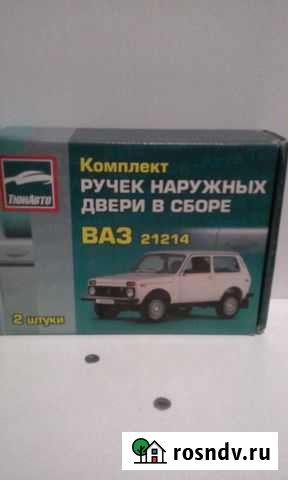 ТюнАвто
Комплект
РУЧЕК НАРУЖНЫХ
ДВЕРИ В СБОРЕ
ВАЗ 21214
2 штуки
rosndv.ru